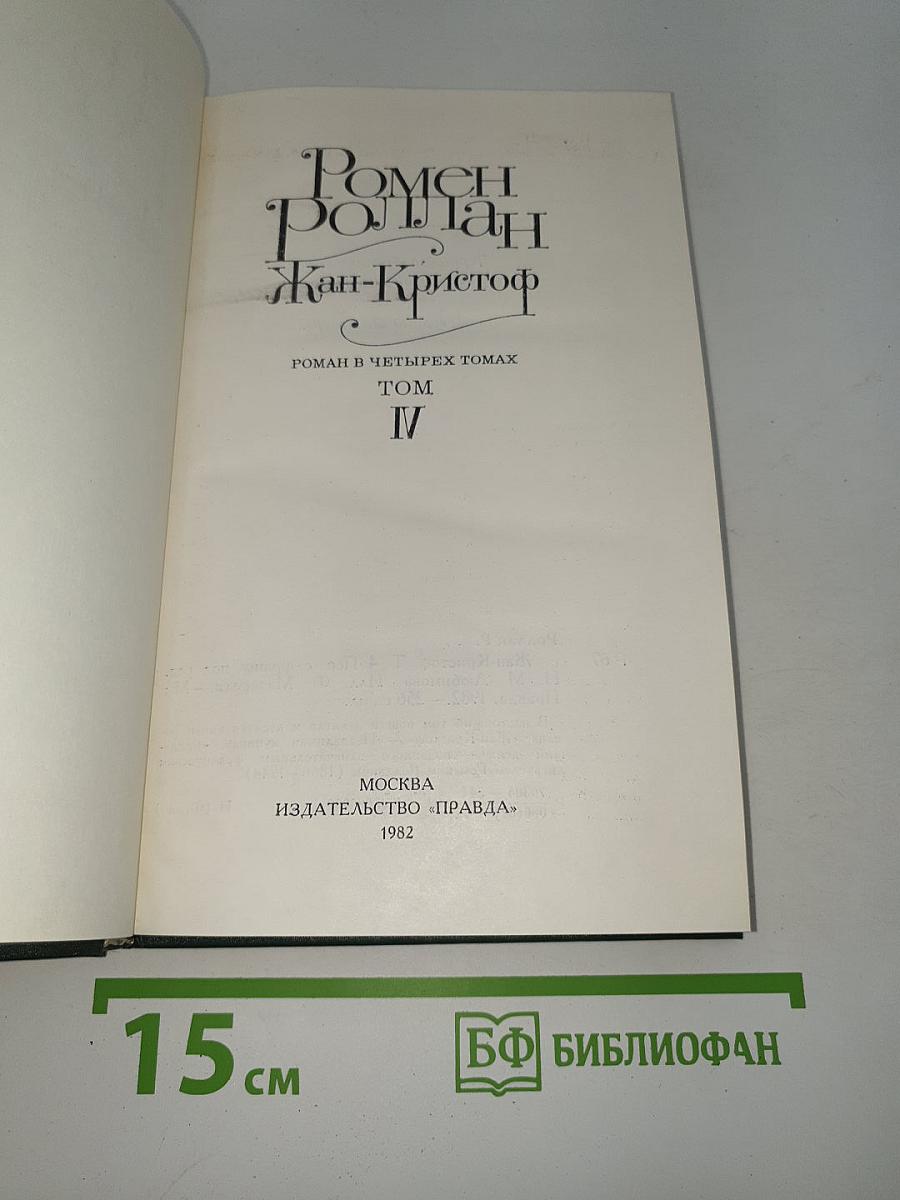 Ромен
Роллан
Жан-Кристоф
РОМАН В ЧЕТЫРЕХ ТОМАХ
ТОМ
IV
МОСКВА
ИЗДАТЕЛЬСТВО «ПРАВДА»
1982
15 см
БФ БИБЛИОФАН